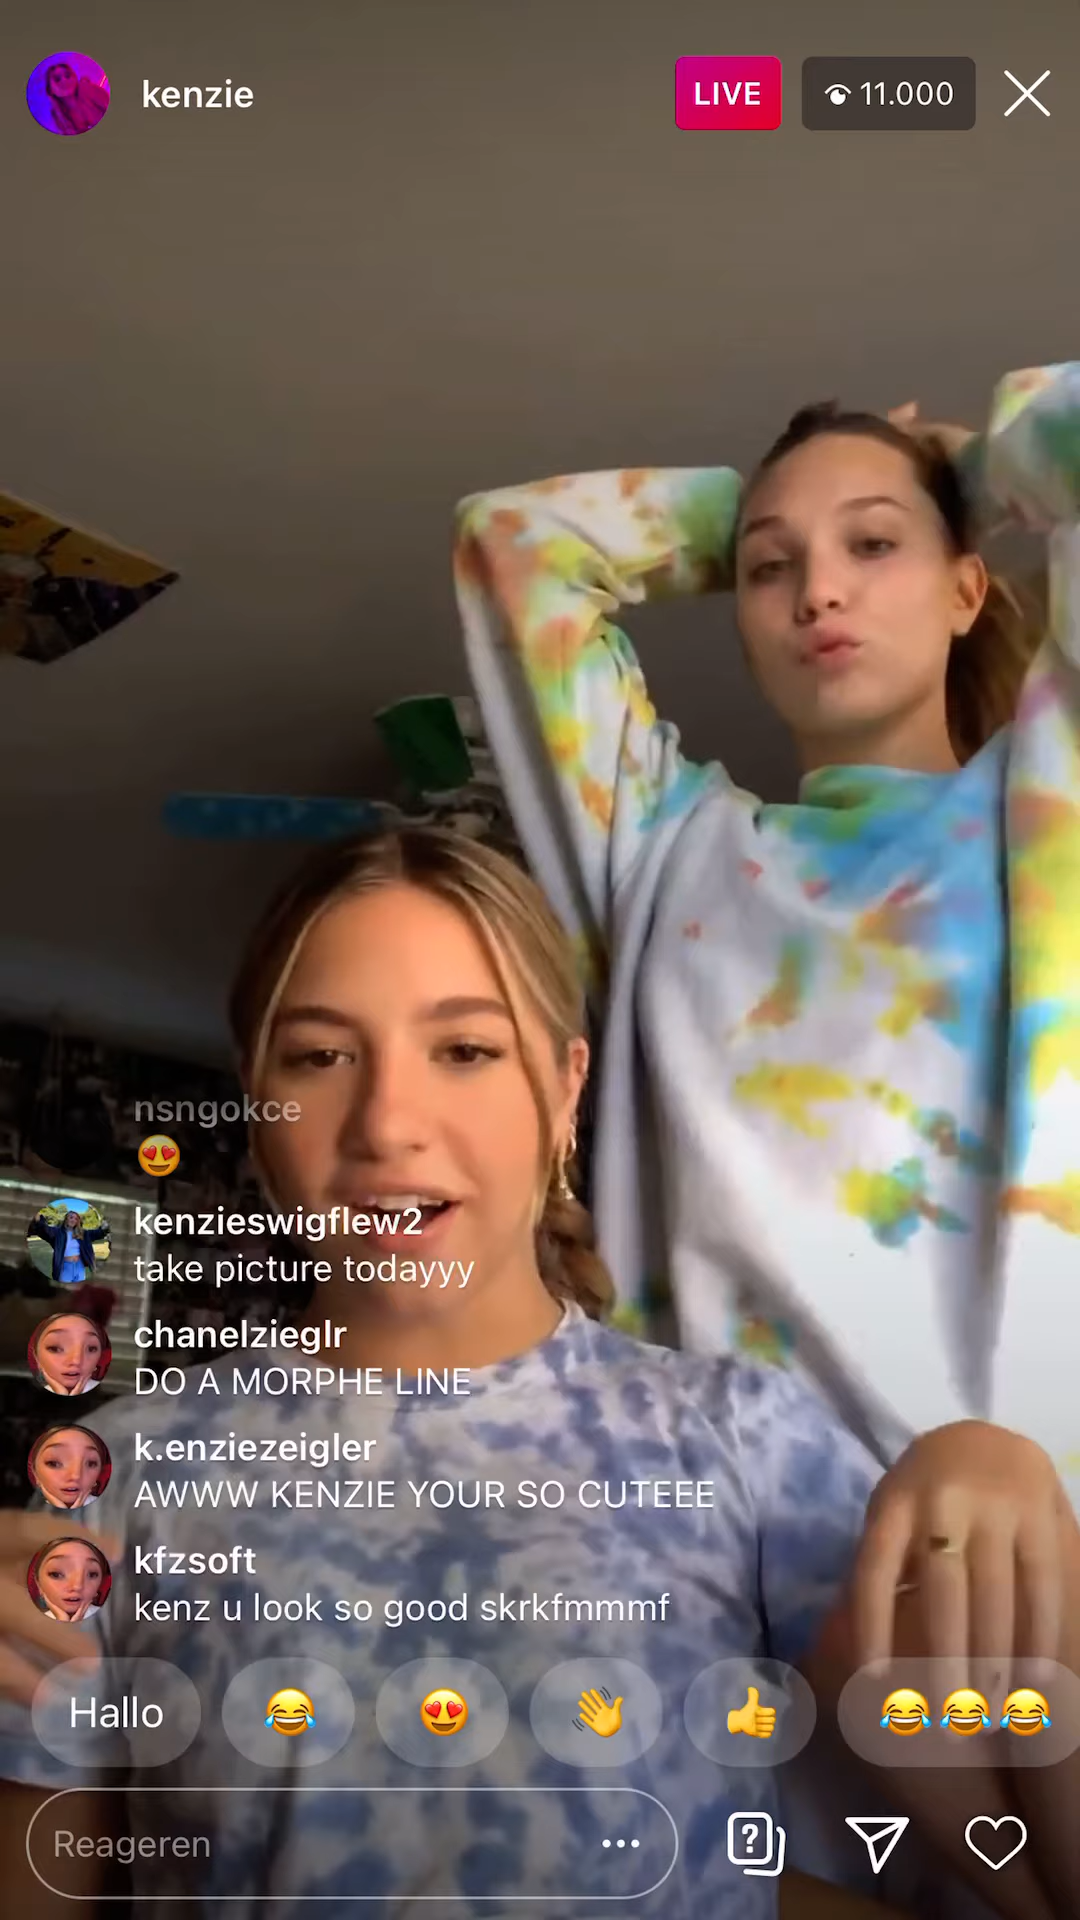 kenzie
LIVE
11.000
nsngokce
😍
kenzieswigflew2
take picture todayyy
chanelzieglr
DO A MORPHE LINE
k.enziezeigler
AWWW KENZIE YOUR SO CUTEEE
kfzsoft
kenz u look so good skrkfmmmf
Hallo 😂 😍 👋 👍 😂😂😂
Reageren